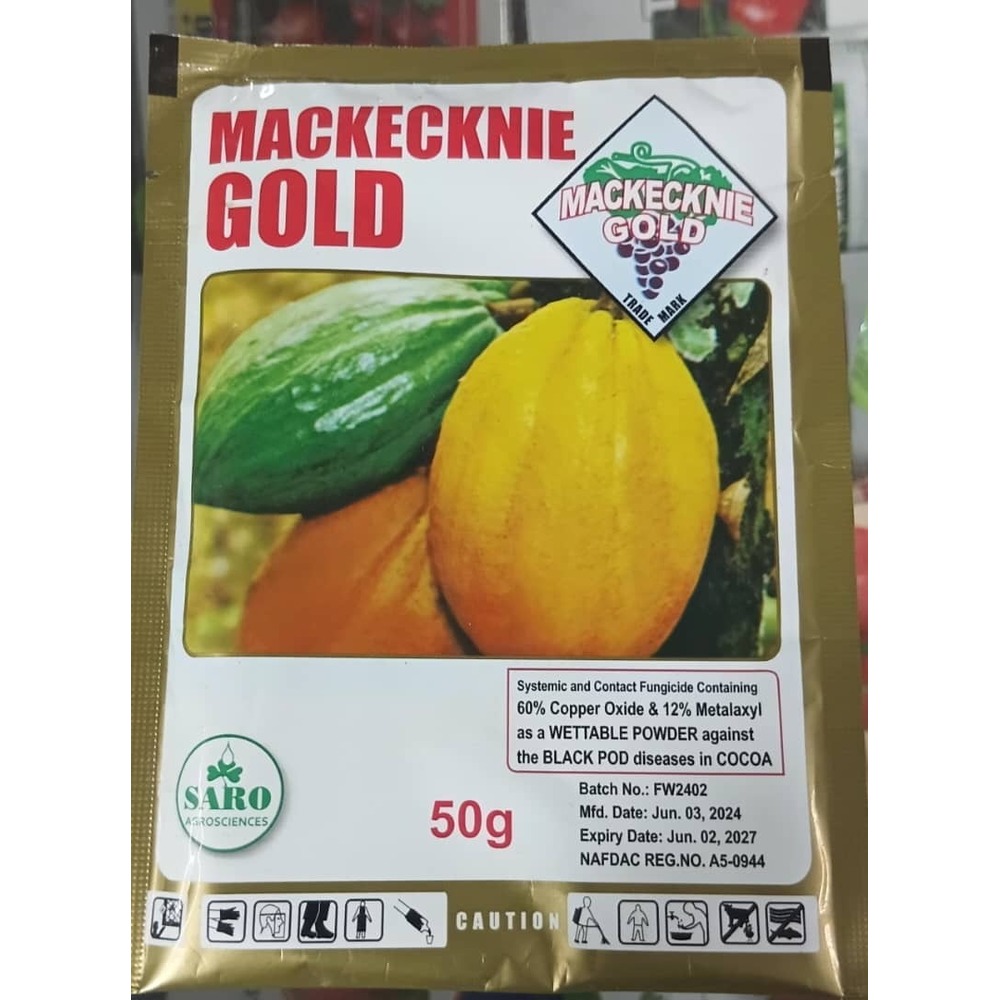 MACKECKNIE
GOLD
MACKECKNIE
GOLD
TRADE MARK
Systemic and Contact Fungicide Containing
60% Copper Oxide & 12% Metalaxyl
as a WETTABLE POWDER against
the BLACK POD diseases in COCOA
SARO
AGROSCIENCES
50g
Batch No.: FW2402
Mfd. Date: Jun. 03, 2024
Expiry Date: Jun. 02, 2027
NAFDAC REG.NO. A5-0944
CAUTION